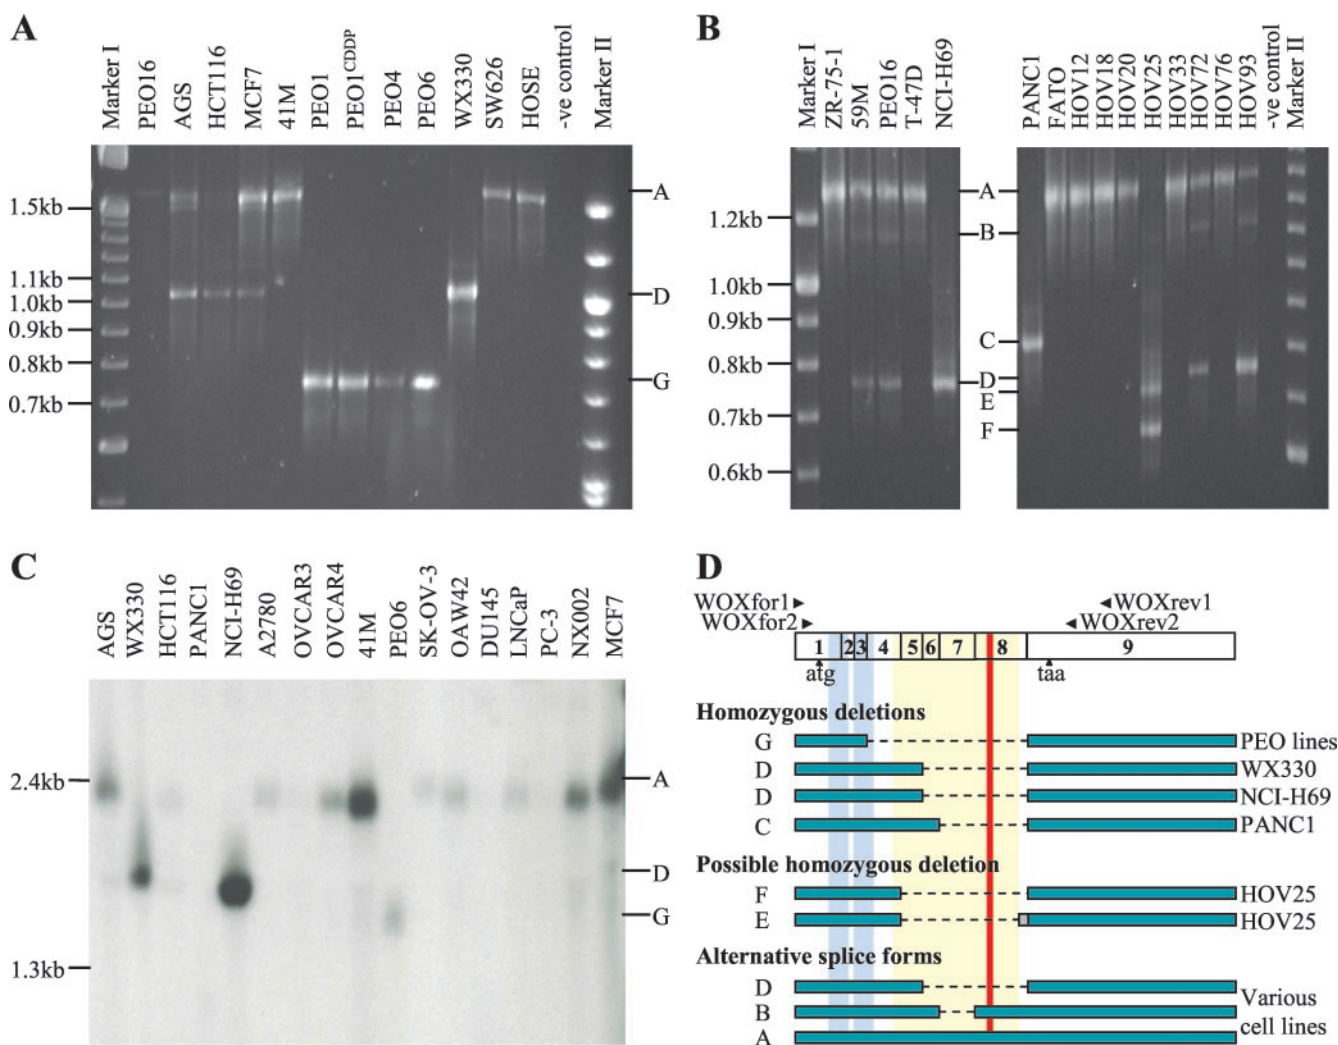 A
Marker I
PEO16
AGS
HCT116
MCF7
41M
PEO1
PEO1CDDP
PEO4
PEO6
WX330
SW626
HOSE
-ve control
Marker II
1.5kb
1.1kb
1.0kb
0.9kb
0.8kb
0.7kb
A
D
G
B
Marker I
ZR-75-1
59M
PEO16
T-47D
NCI-H69
PANC1
FATO
HOV12
HOV18
HOV20
HOV25
HOV33
HOV72
HOV76
HOV93
-ve control
Marker II
1.2kb
1.0kb
0.9kb
0.8kb
0.7kb
0.6kb
A
B
C
D
E
F
C
AGS
WX330
HCT116
PANC1
NCI-H69
A2780
OVCAR3
OVCAR4
41M
PEO6
SK-OV-3
OAW42
DU145
LNCaP
PC-3
NX002
MCF7
2.4kb
1.3kb
A
D
G
D
WOXfor1 WOXrev1
WOXfor2 WOXrev2
1 2 3 4 5 6 7 8 9
atg taa
Homozygous deletions
G PEO lines
D WX330
D NCI-H69
C PANC1
Possible homozygous deletion
F HOV25
E HOV25
Alternative splice forms
D
B Various
A cell lines